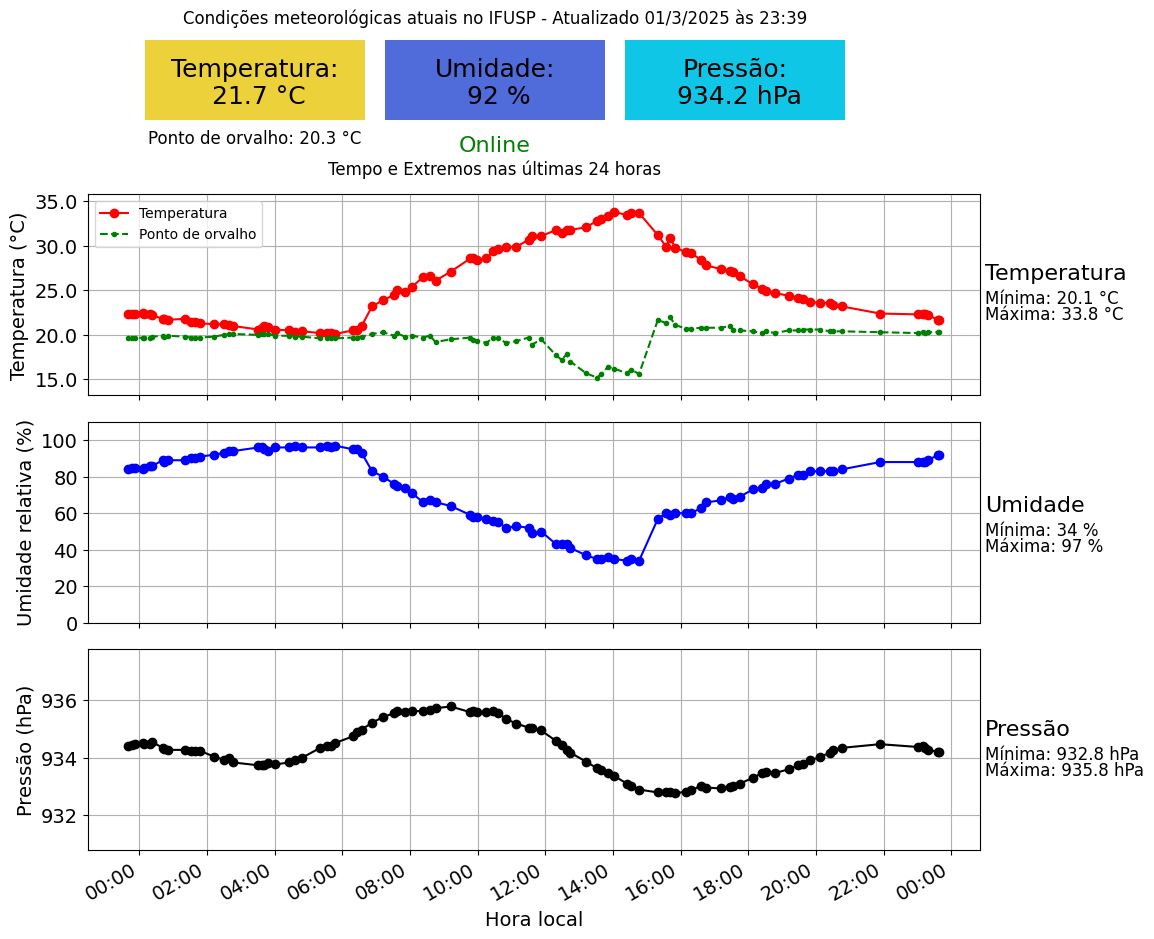 Condições meteorológicas atuais no IFUSP - Atualizado 01/3/2025 às 23:39
Temperatura:
21.7 °C
Umidade:
92 %
Pressão:
934.2 hPa
Ponto de orvalho: 20.3 °C
Online
Tempo e Extremos nas últimas 24 horas
Temperatura (°C)
35.0
30.0
25.0
20.0
15.0
Temperatura
Ponto de orvalho
Temperatura
Mínima: 20.1 °C
Máxima: 33.8 °C
Umidade relativa (%)
100
80
60
40
20
0
Umidade
Mínima: 34 %
Máxima: 97 %
Pressão (hPa)
936
934
932
Pressão
Mínima: 932.8 hPa
Máxima: 935.8 hPa
00:00 02:00 04:00 06:00 08:00 10:00 12:00 14:00 16:00 18:00 20:00 22:00 00:00
Hora local